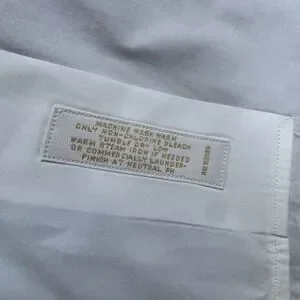 MACHINE WASH WARM
ONLY NON-CHLORINE BLEACH
TUMBLE DRY LOW
WARM STEAM IRON IF NEEDED
OR COMMERCIALLY LAUNDER-
FINISH AT NEUTRAL PH